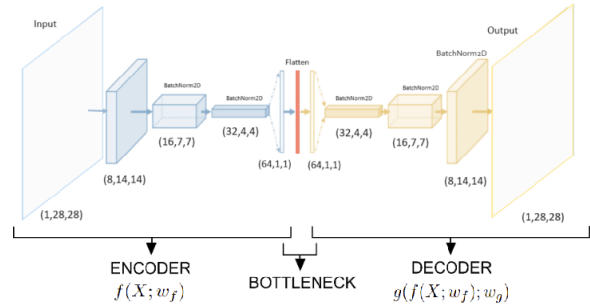 Input
Output
BatchNorm2D
Flatten
BatchNorm2D
BatchNorm2D
BatchNorm2D
BatchNorm2D
(32,4,4)
(32,4,4)
(16,7,7)
(16,7,7)
(64,1,1)
(64,1,1)
(8,14,14)
(8,14,14)
(1,28,28)
(1,28,28)
ENCODER
BOTTLENECK
DECODER
f(X; w_f)
g(f(X; w_f); w_g)